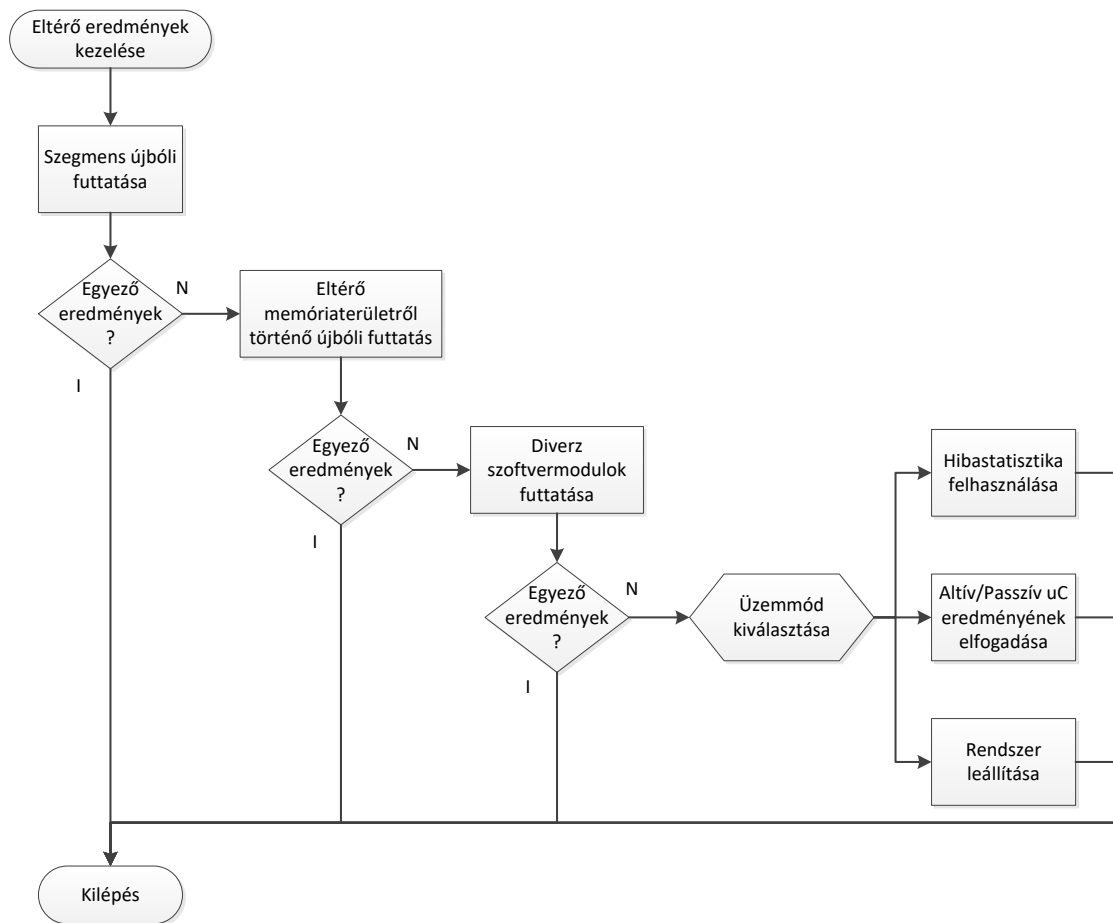 Eltérő eredmények
kezelése
Szegmens újbóli
futtatása
Egyező
eredmények
?
N
I
Eltérő
memóriaterületről
történő újbóli futtatás
Egyező
eredmények
?
N
I
Diverz
szoftvermodulok
futtatása
Egyező
eredmények
?
N
I
Üzemmód
kiválasztása
Hibastatisztika
felhasználása
Altív/Passzív uC
eredményének
elfogadása
Rendszer
leállítása
Kilépés